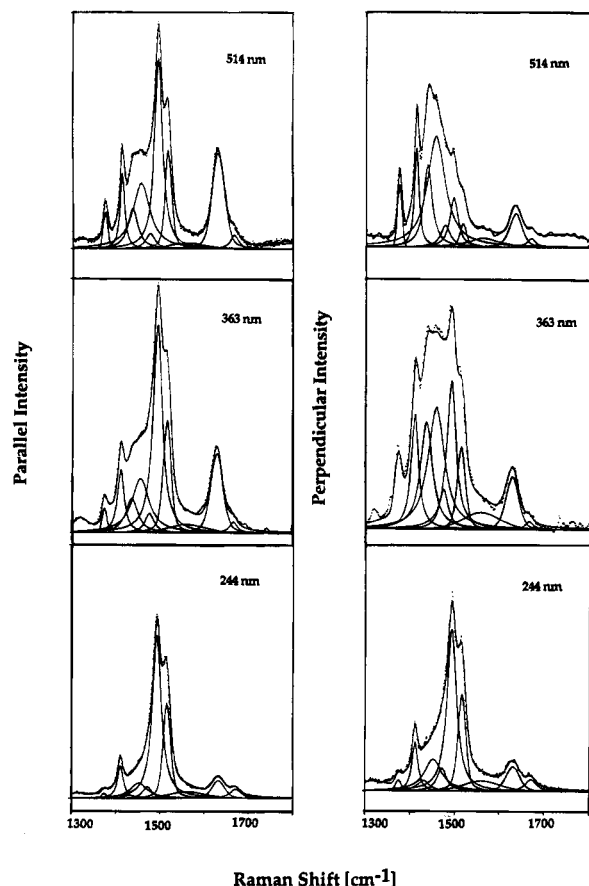 514 nm
514 nm
Parallel Intensity
363 nm
Perpendicular Intensity
363 nm
244 nm
244 nm
1300 1500 1700
1300 1500 1700
Raman Shift [cm-1]